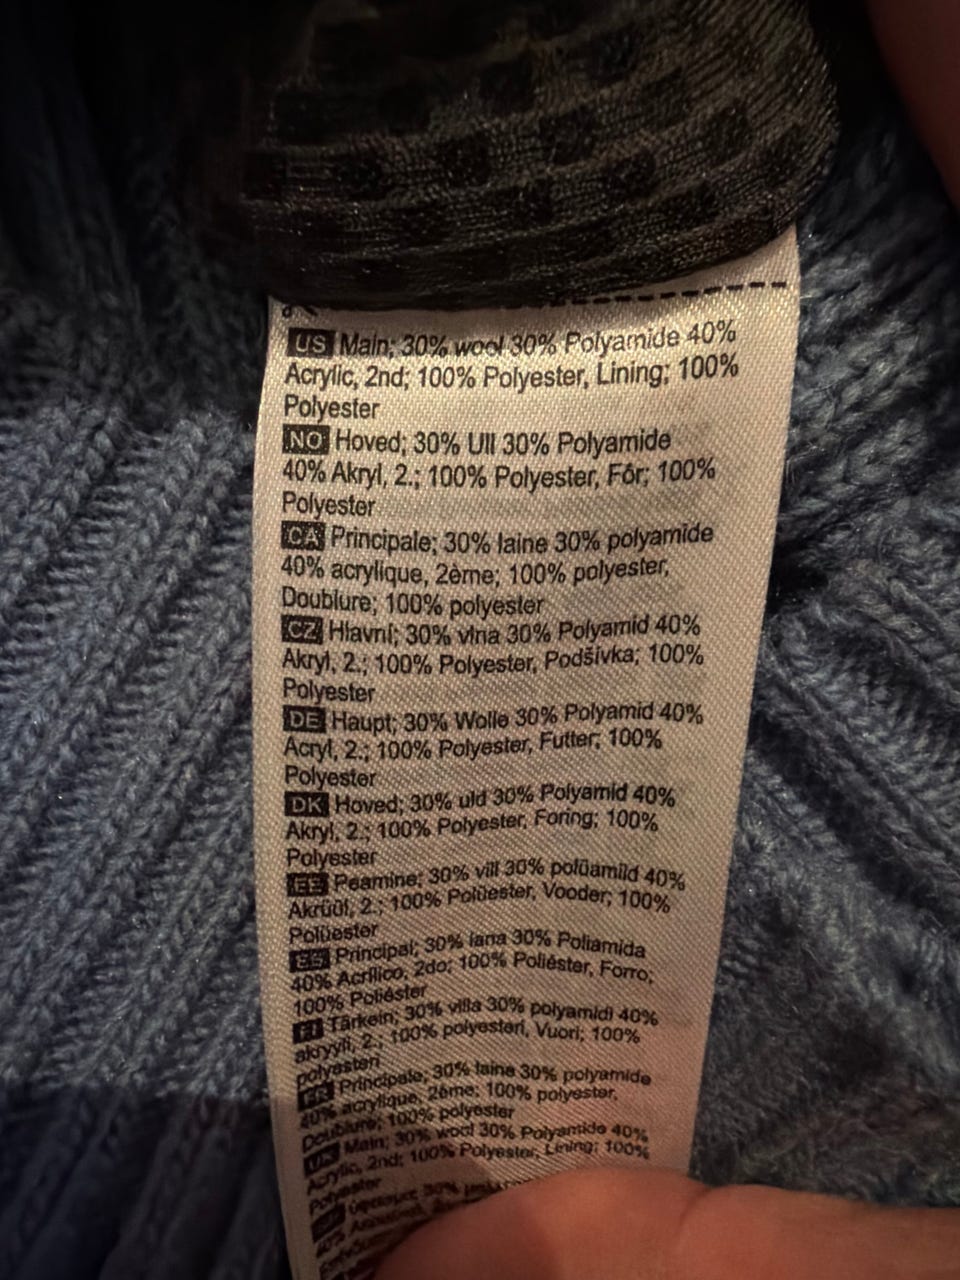 US Main; 30% wool 30% Polyamide 40%
Acrylic, 2nd; 100% Polyester, Lining; 100%
Polyester
NO Hoved; 30% Ull 30% Polyamide
40% Akryl, 2.; 100% Polyester, Fôr; 100%
Polyester
CA Principale; 30% laine 30% polyamide
40% acrylique, 2ème; 100% polyester,
Doublure; 100% polyester
CZ Hlavní; 30% vlna 30% Polyamid 40%
Akryl, 2.; 100% Polyester, Podšívka; 100%
Polyester
DE Haupt; 30% Wolle 30% Polyamid 40%
Acryl, 2.; 100% Polyester, Futter; 100%
Polyester
DK Hoved; 30% uld 30% Polyamid 40%
Akryl, 2.; 100% Polyester, Foring; 100%
Polyester
EE Peamine; 30% vill 30% polüamiid 40%
Akrüül, 2.; 100% Polüester, Vooder; 100%
Polüester
ES Principal; 30% lana 30% Poliamida
40% Acrílico, 2do; 100% Poliéster, Forro;
100% Poliéster
FI Tärkein; 30% villa 30% polyamidi 40%
akryyli, 2.; 100% polyesteri, Vuori; 100%
polyesteri
FR Principale; 30% laine 30% polyamide
40% acrylique, 2ème; 100% polyester,
Doublure; 100% polyester
UK Main; 30% wool 30% Polyamide 40%
Acrylic, 2nd; 100% Polyester, Lining; 100%
Polyester
30%
40%